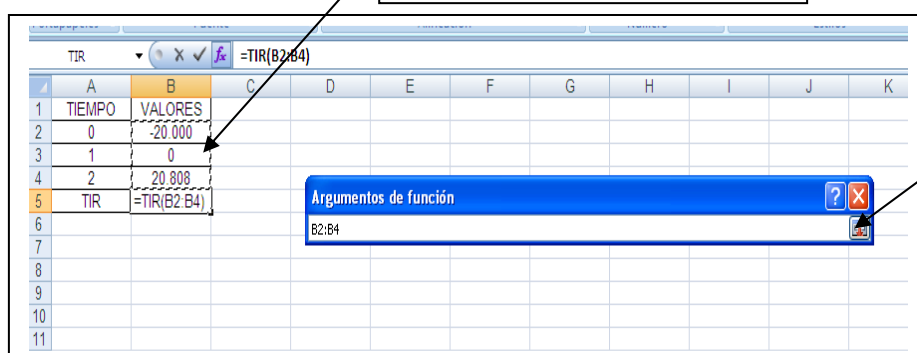 TIR =TIR(B2:B4)
A B C D E F G H I J K
1 TIEMPO VALORES
2 0 -20.000
3 1 0
4 2 20.808
5 TIR =TIR(B2:B4)
Argumentos de función
B2:B4
6
7
8
9
10
11